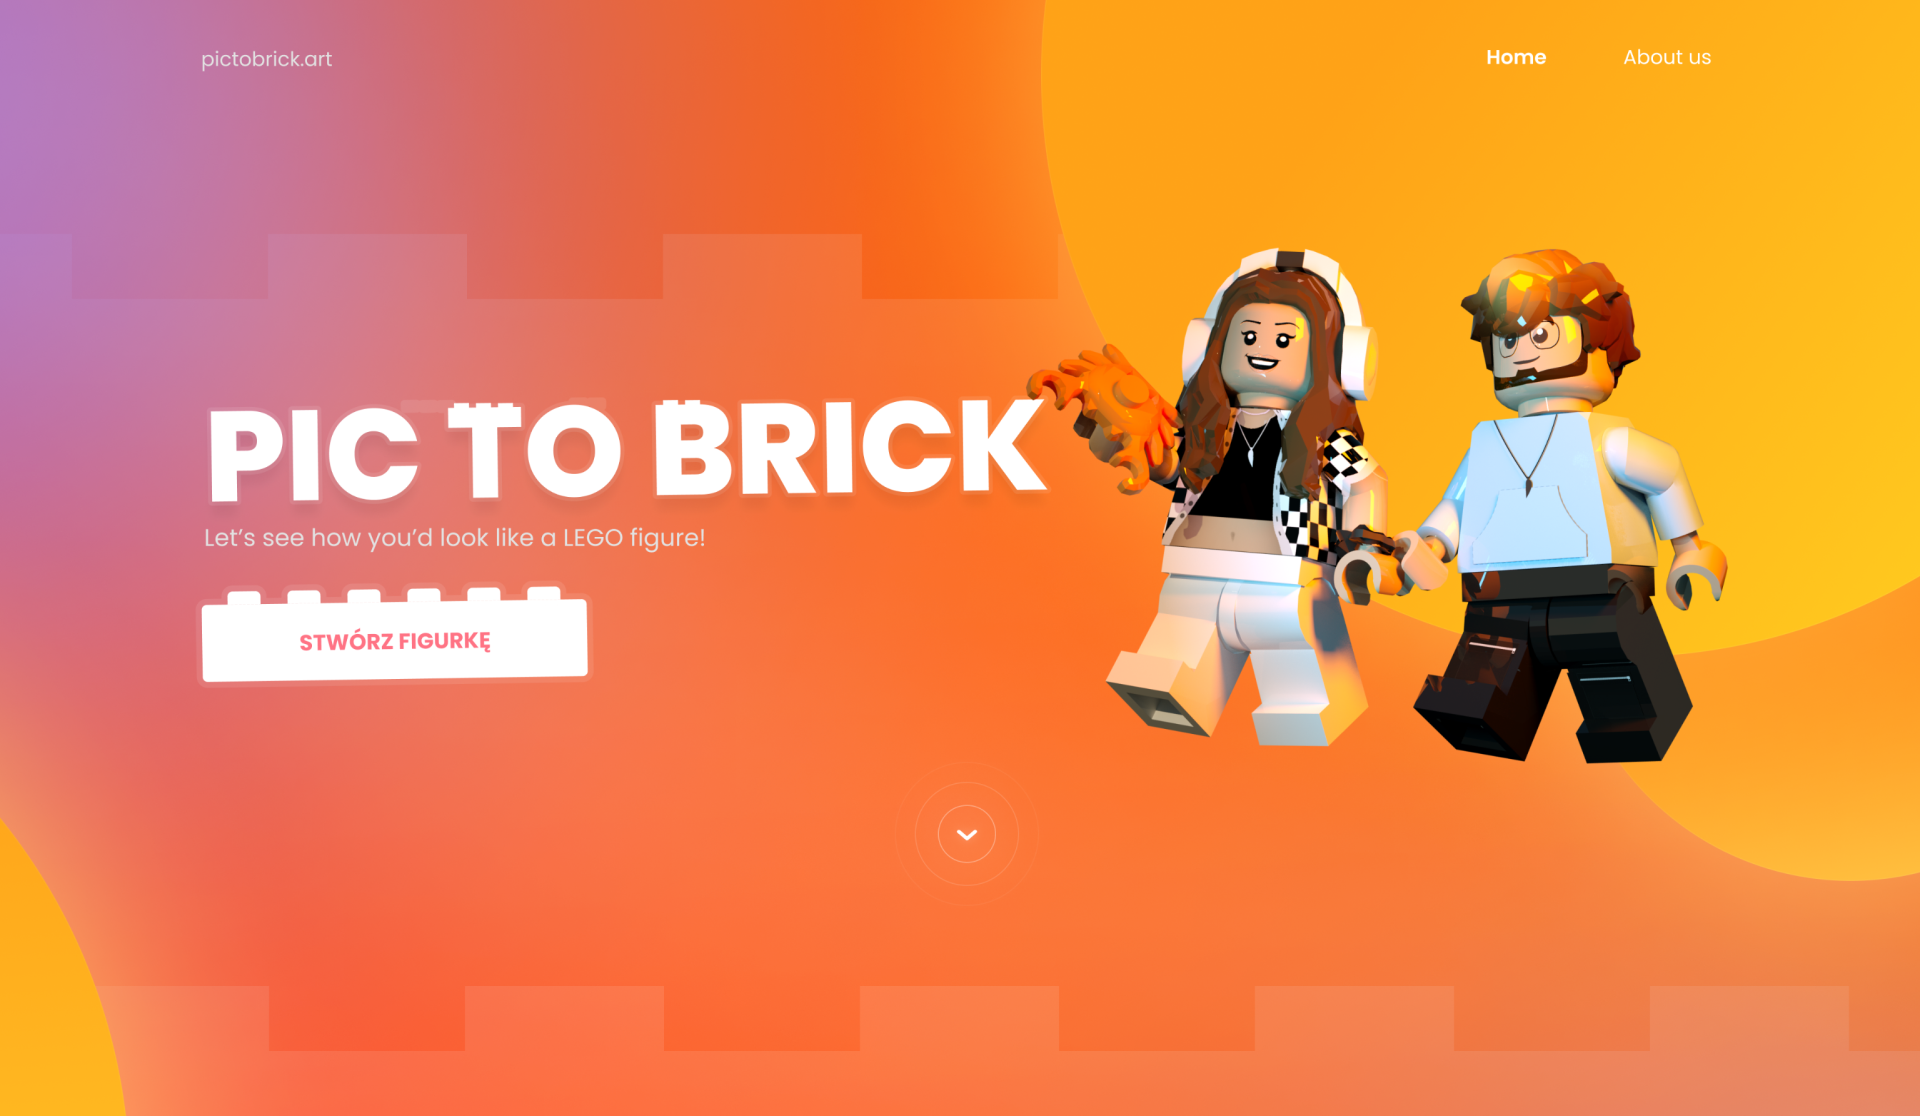 pictobrick.art
Home
About us
PIC TO BRICK
Let’s see how you’d look like a LEGO figure!
STWÓRZ FIGURKĘ